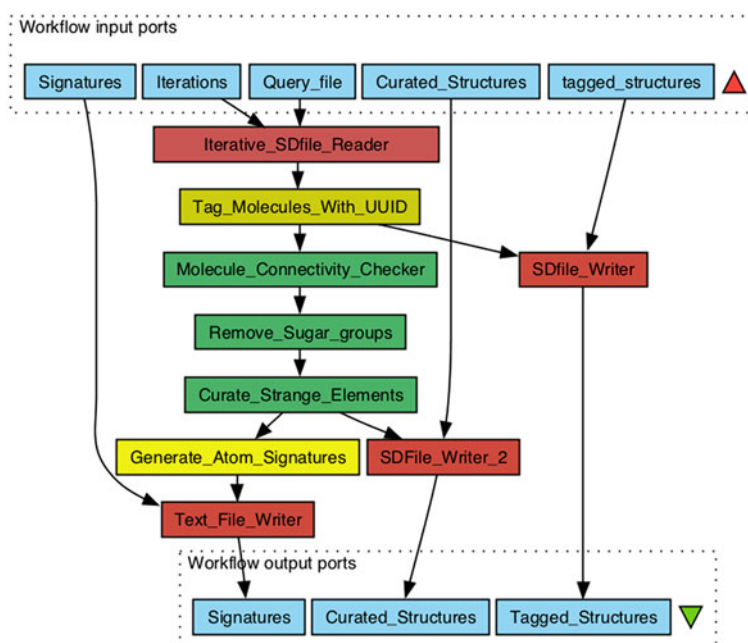 Workflow input ports
Signatures
Iterations
Query_file
Curated_Structures
tagged_structures
Iterative_SDfile_Reader
Tag_Molecules_With_UUID
Molecule_Connectivity_Checker
SDfile_Writer
Remove_Sugar_groups
Curate_Strange_Elements
Generate_Atom_Signatures
SDFile_Writer_2
Text_File_Writer
Workflow output ports
Signatures
Curated_Structures
Tagged_Structures